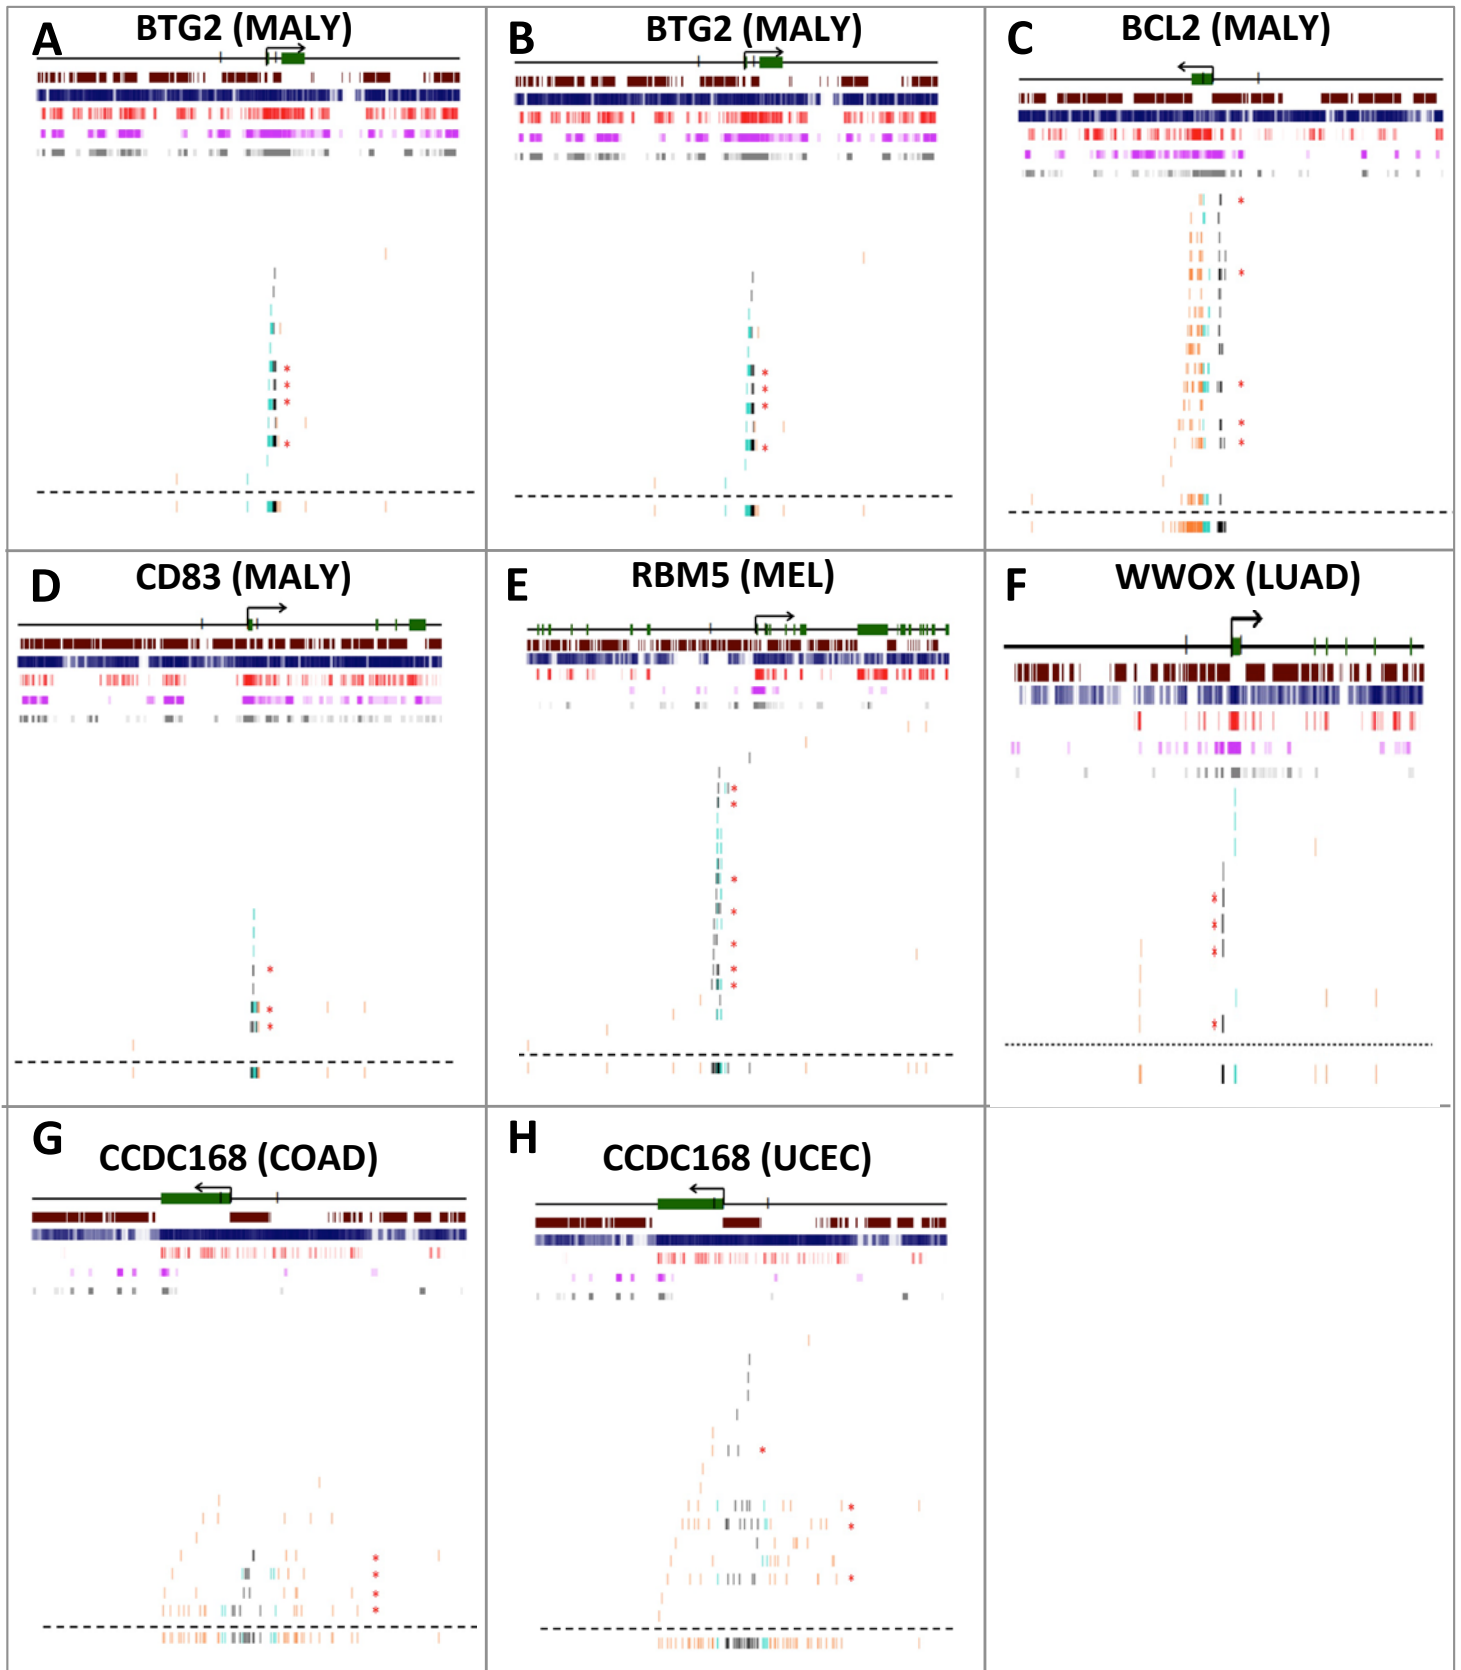 A
BTG2 (MALY)
B
BTG2 (MALY)
C
BCL2 (MALY)
D
CD83 (MALY)
E
RBM5 (MEL)
F
WWOX (LUAD)
G
CCDC168 (COAD)
H
CCDC168 (UCEC)